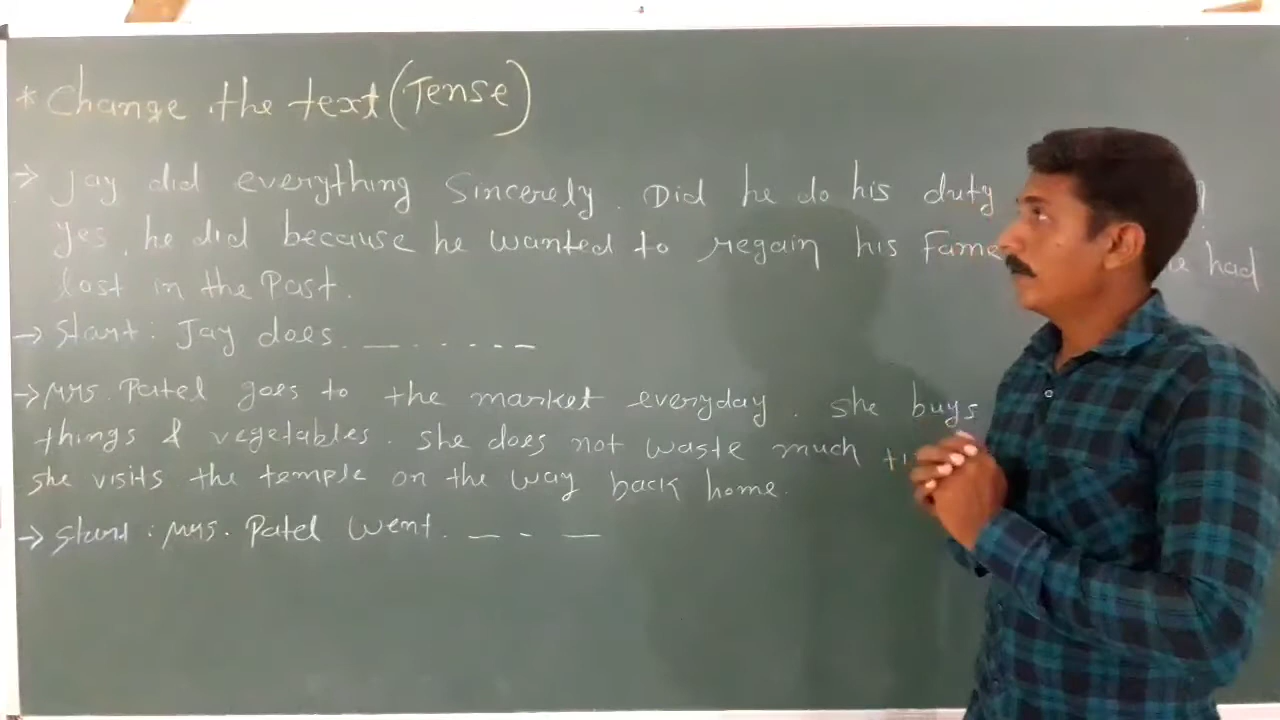 * Change the text (Tense)
→ Jay did everything Sincerely. Did he do his duty
Yes, he did because he wanted to regain his Fame had
lost in the Past.
→ Start: Jay does. — - - - - - —
→ Mrs. Patel goes to the market everyday. She buys
things & vegetables. She does not waste much
She visits the temple on the way back home.
→ Start: Mrs. Patel went. — - —